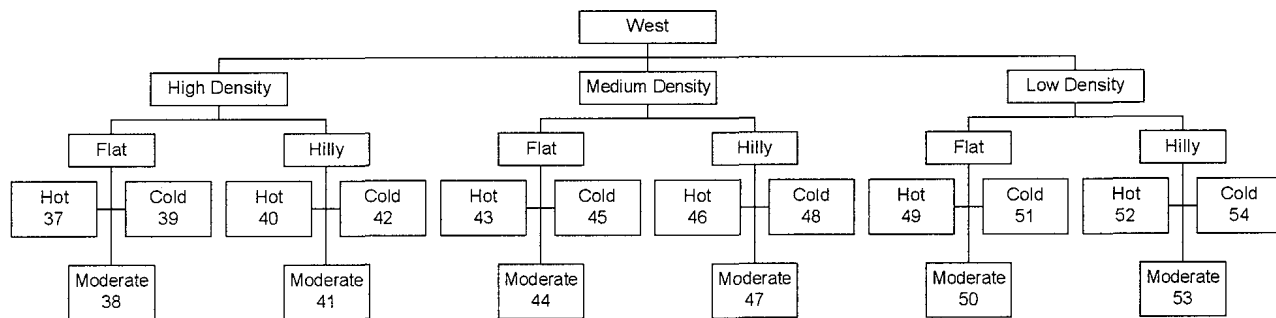 West
High Density
Medium Density
Low Density
Flat
Hilly
Flat
Hilly
Flat
Hilly
Hot
37
Cold
39
Hot
40
Cold
42
Hot
43
Cold
45
Hot
46
Cold
48
Hot
49
Cold
51
Hot
52
Cold
54
Moderate
38
Moderate
41
Moderate
44
Moderate
47
Moderate
50
Moderate
53